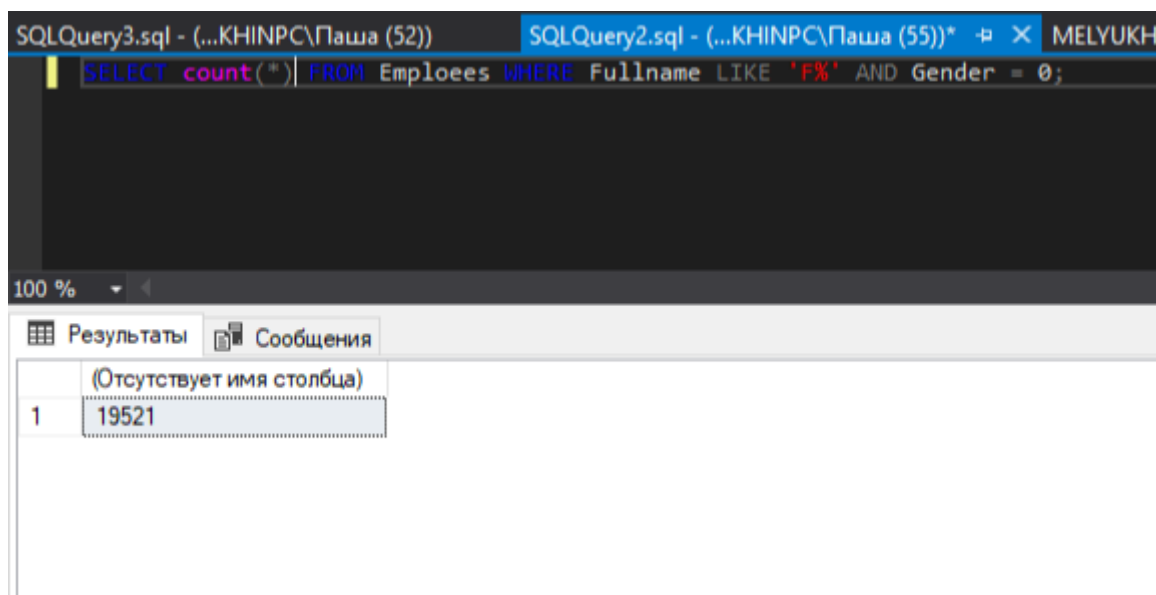 SQLQuery3.sql - (...KHINPC\Паша (52)) SQLQuery2.sql - (...KHINPC\Паша (55))* MELYUKH
SELECT count(*) FROM Emploees WHERE Fullname LIKE 'F%' AND Gender = 0;
100 %
Результаты Сообщения
(Отсутствует имя столбца)
1 19521